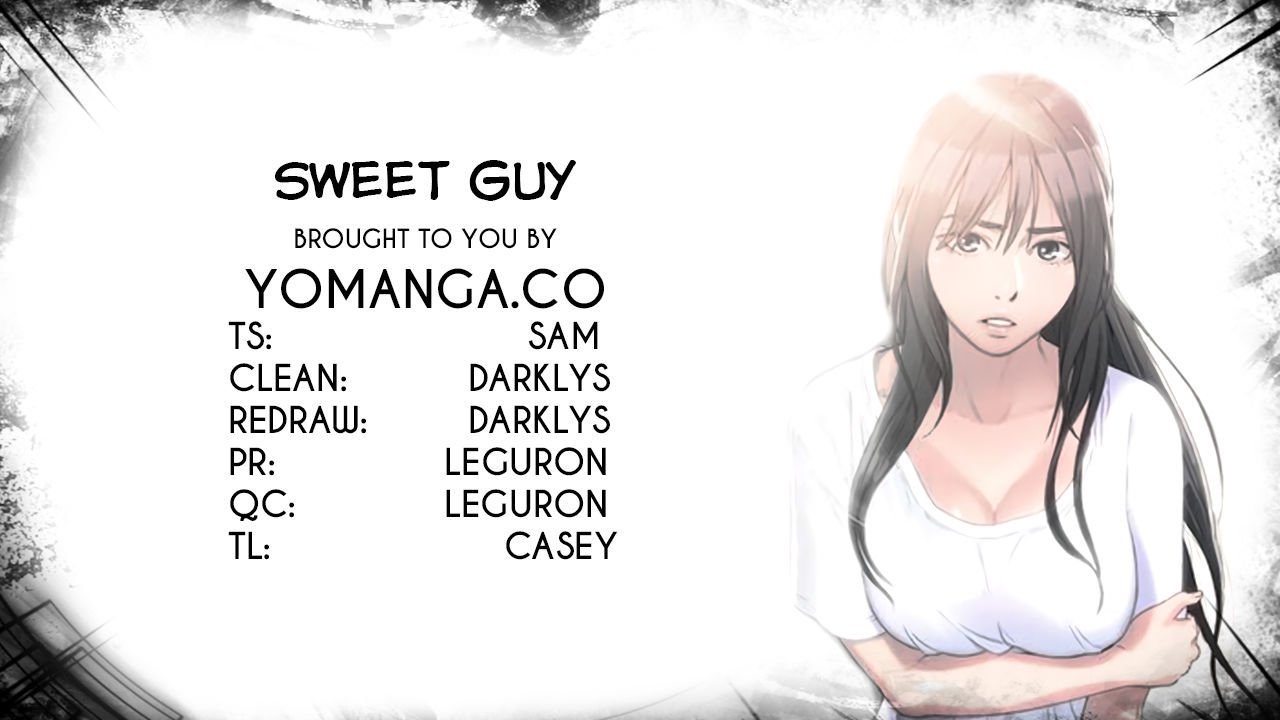 SWEET GUY
BROUGHT TO YOU BY
YOMANGA.CO
TS: SAM
CLEAN: DARKLYS
REDRAW: DARKLYS
PR: LEGURON
QC: LEGURON
TL: CASEY